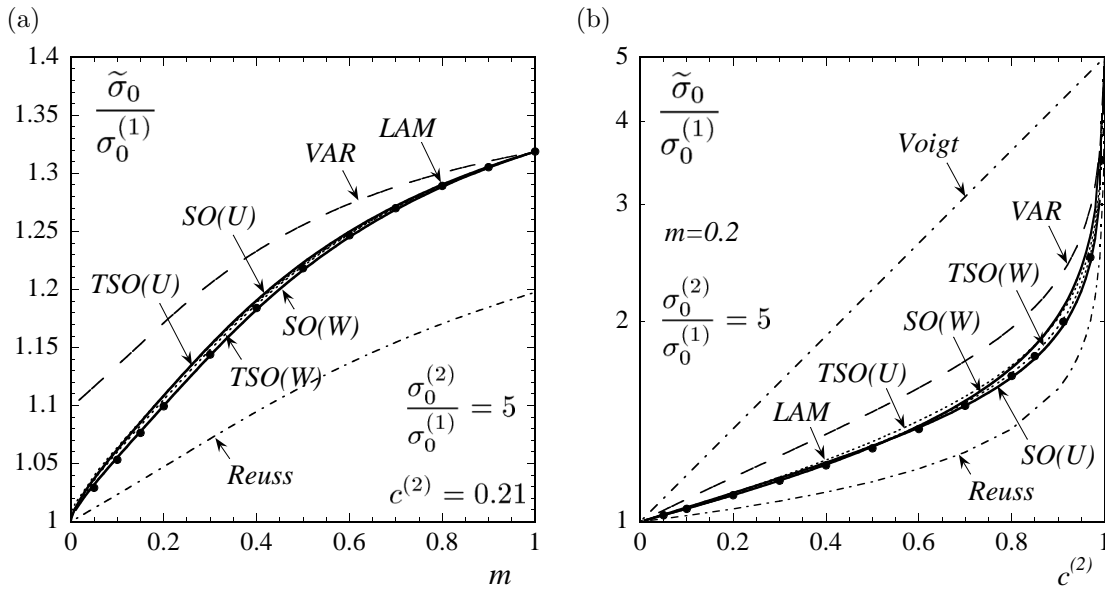 (a)
(b)
1.4
1.35
1.3
1.25
1.2
1.15
1.1
1.05
1
σ̃₀
σ₀⁽¹⁾
VAR
LAM
SO(U)
TSO(U)
SO(W)
TSO(W)
Reuss
σ₀⁽²⁾
σ₀⁽¹⁾ = 5
c⁽²⁾ = 0.21
0 0.2 0.4 0.6 0.8 1
m
5
4
3
2
1
σ̃₀
σ₀⁽¹⁾
Voigt
m=0.2
VAR
σ₀⁽²⁾
σ₀⁽¹⁾ = 5
TSO(W)
SO(W)
TSO(U)
LAM
SO(U)
Reuss
0 0.2 0.4 0.6 0.8 1
c⁽²⁾